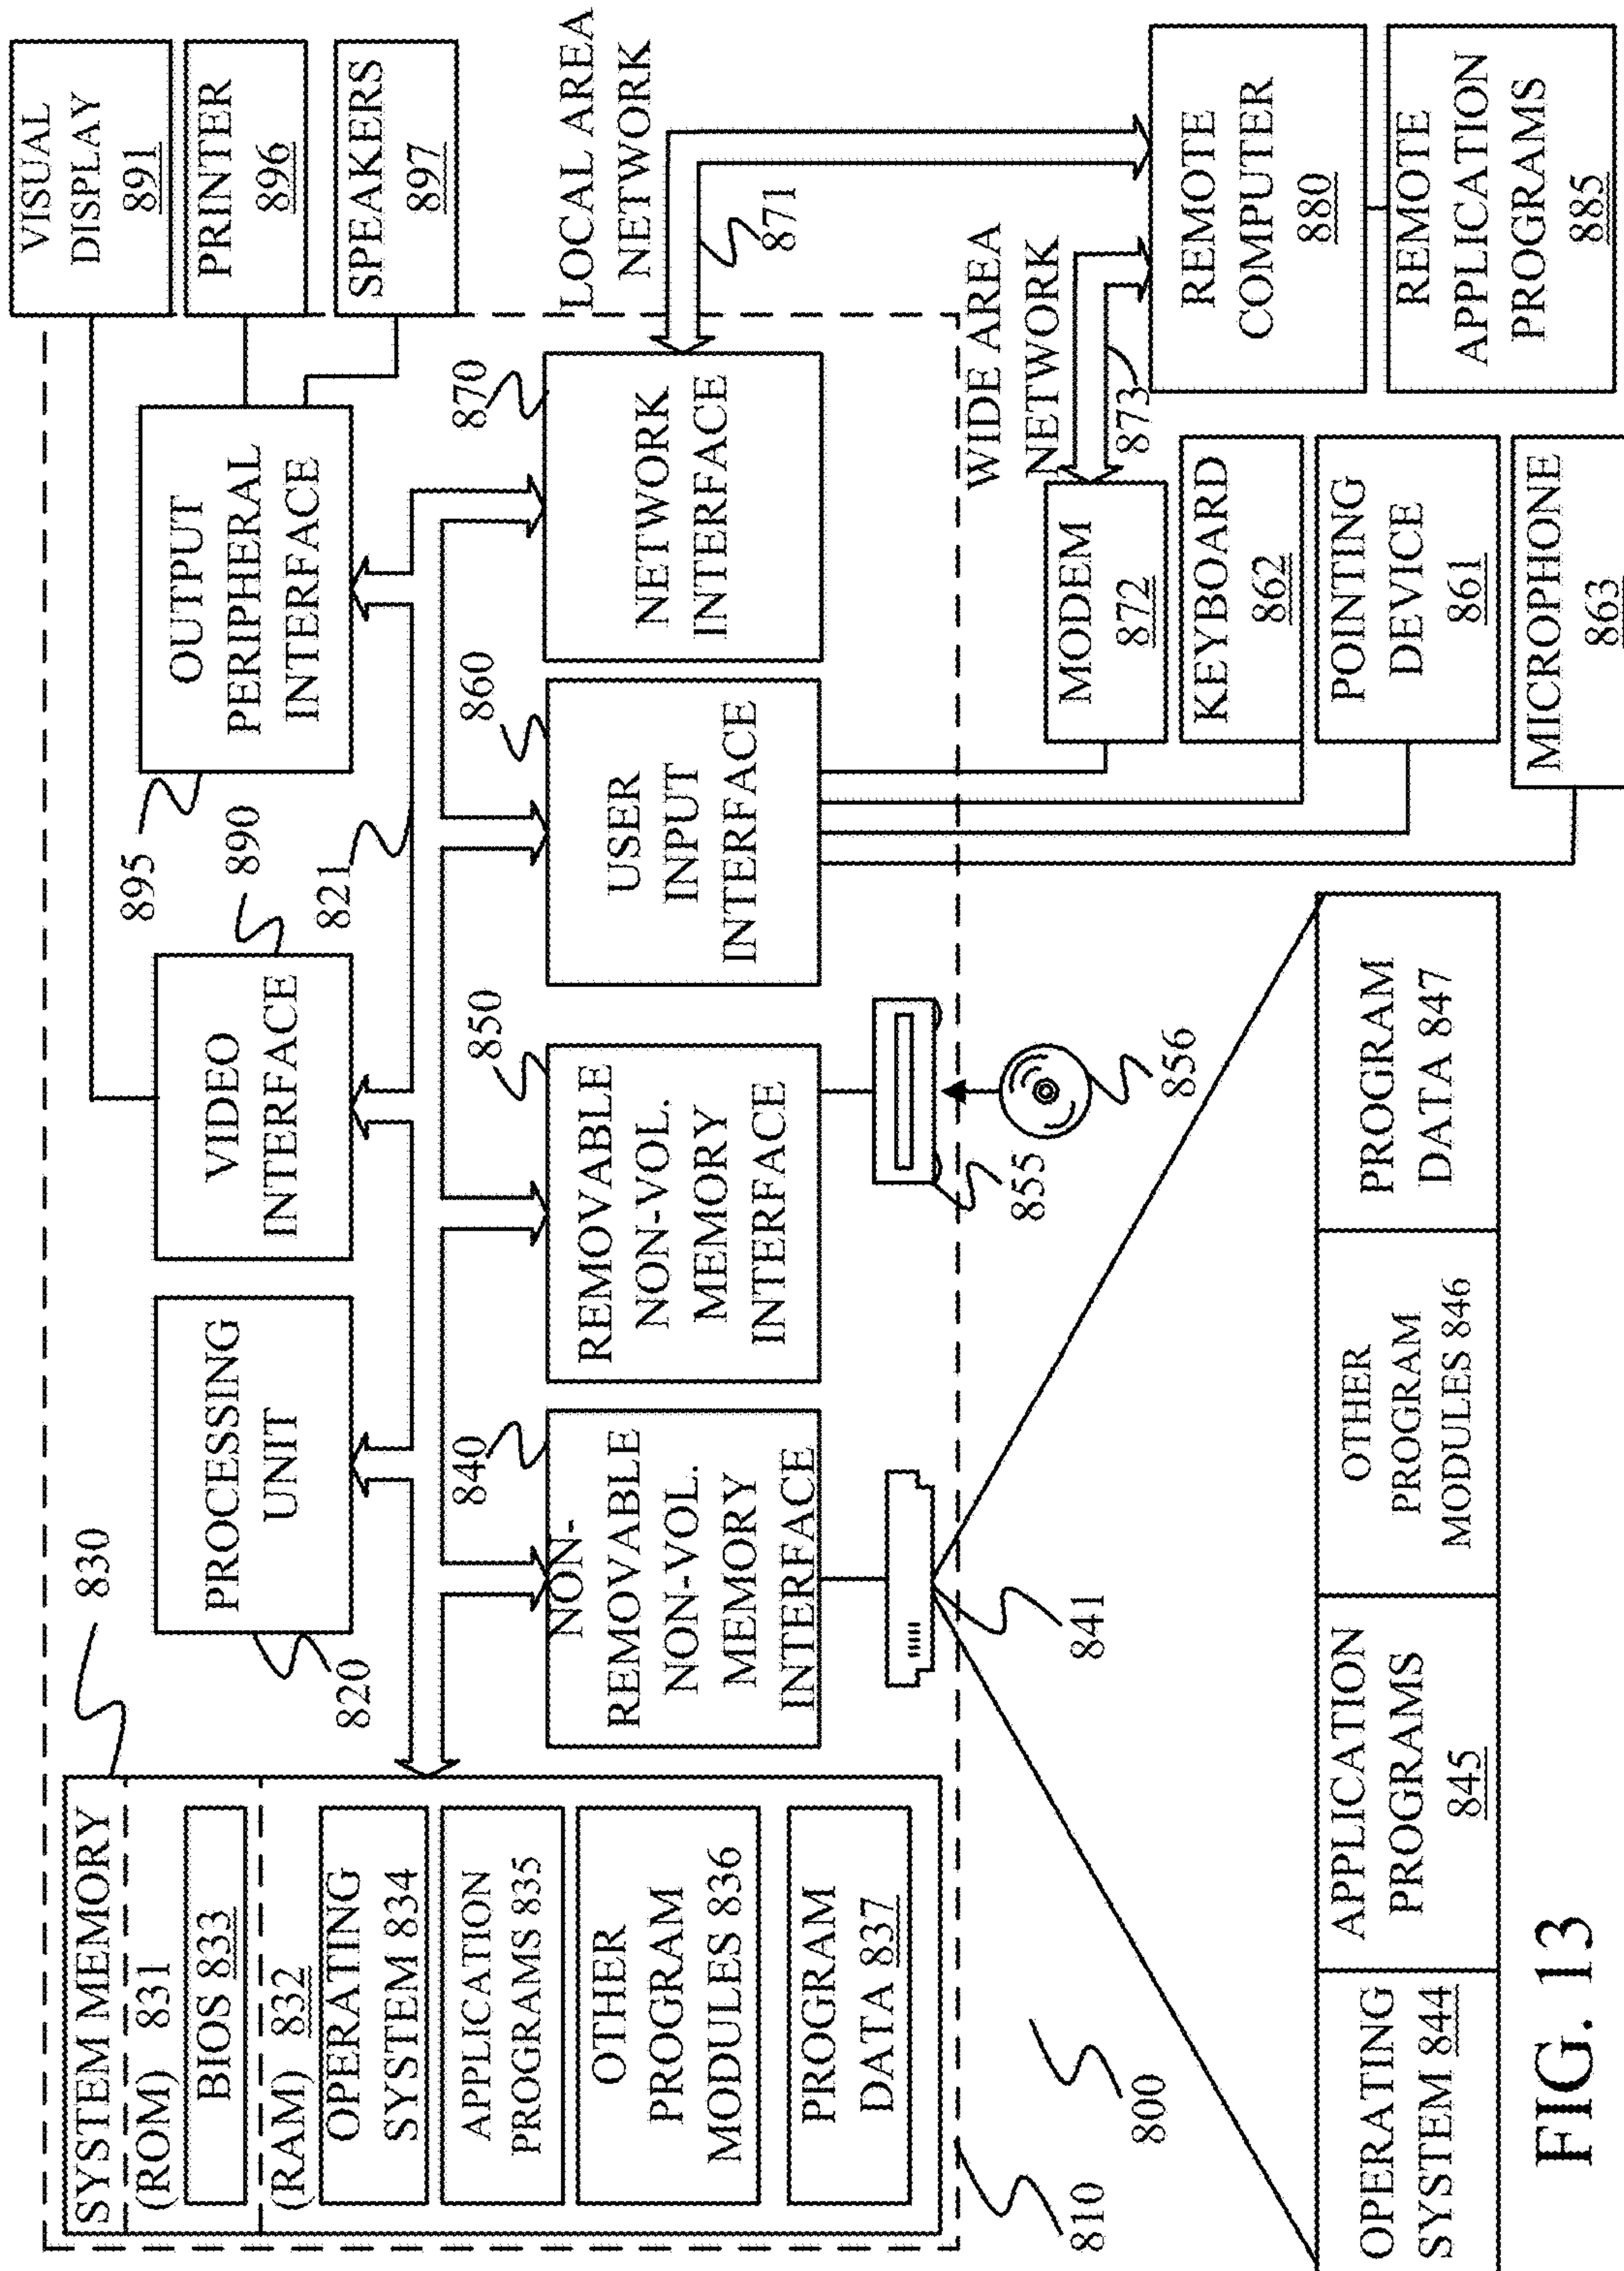 SYSTEM MEMORY
(ROM) 831
BIOS 833
(RAM) 832
OPERATING
SYSTEM 834
APPLICATION
PROGRAMS 835
OTHER
PROGRAM
MODULES 836
PROGRAM
DATA 837
830
PROCESSING
UNIT
820
VIDEO
INTERFACE
890
OUTPUT
PERIPHERAL
INTERFACE
895
821
VISUAL
DISPLAY
891
PRINTER
896
SPEAKERS
897
NON-
REMOVABLE
NON-VOL.
MEMORY
INTERFACE
840
REMOVABLE
NON-VOL.
MEMORY
INTERFACE
850
USER
INPUT
INTERFACE
860
NETWORK
INTERFACE
870
LOCAL AREA
NETWORK
871
841
855
856
WIDE AREA
NETWORK
873
MODEM
872
KEYBOARD
862
POINTING
DEVICE
861
MICROPHONE
863
REMOTE
COMPUTER
880
REMOTE
APPLICATION
PROGRAMS
885
810
800
OPERATING
SYSTEM 844
APPLICATION
PROGRAMS
845
OTHER
PROGRAM
MODULES 846
PROGRAM
DATA 847
FIG. 13